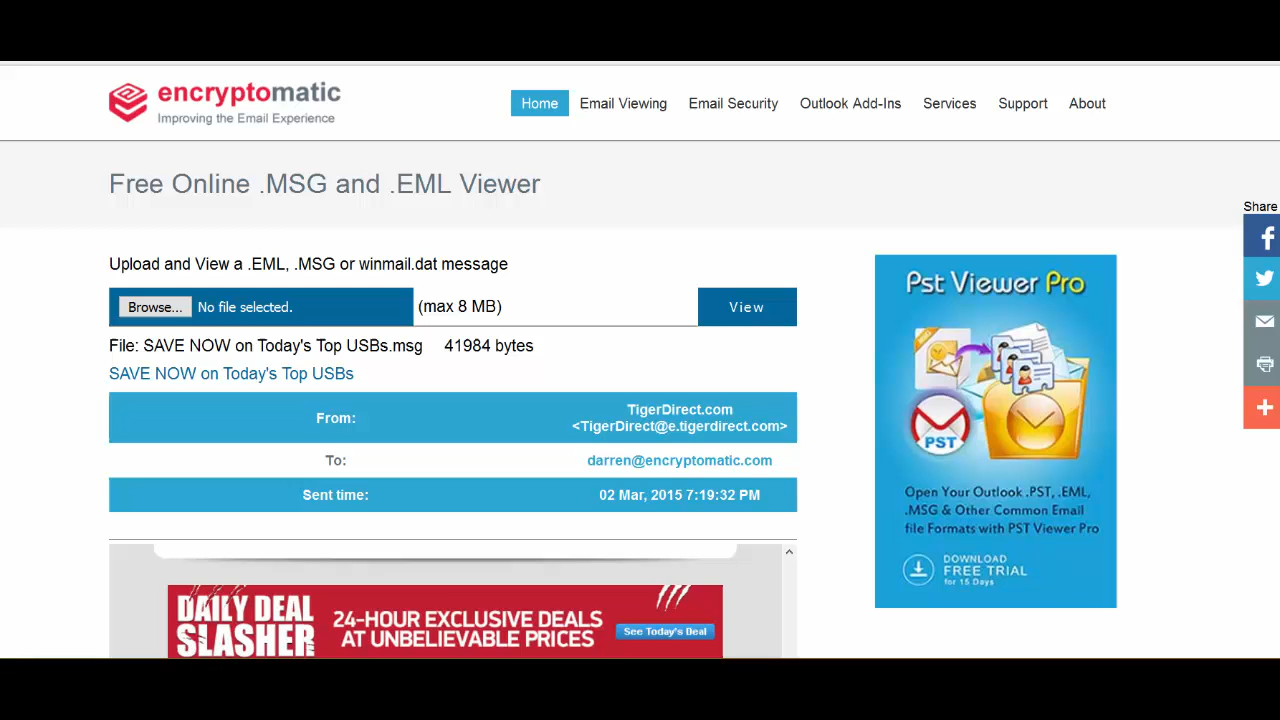 encryptomatic
Improving the Email Experience
Home
Email Viewing
Email Security
Outlook Add-Ins
Services
Support
About
Free Online .MSG and .EML Viewer
Share
Upload and View a .EML, .MSG or winmail.dat message
Browse... No file selected. (max 8 MB) View
File: SAVE NOW on Today's Top USBs.msg 41984 bytes
SAVE NOW on Today's Top USBs
From: TigerDirect.com
<TigerDirect@e.tigerdirect.com>
To: darren@encryptomatic.com
Sent time: 02 Mar, 2015 7:19:32 PM
DAILY DEAL
SLASHER
24-HOUR EXCLUSIVE DEALS
AT UNBELIEVABLE PRICES
See Today's Deal
Pst Viewer Pro
PST
Open Your Outlook .PST, .EML,
.MSG & Other Common Email
file Formats with PST Viewer Pro
DOWNLOAD
FREE TRIAL
for 15 Days